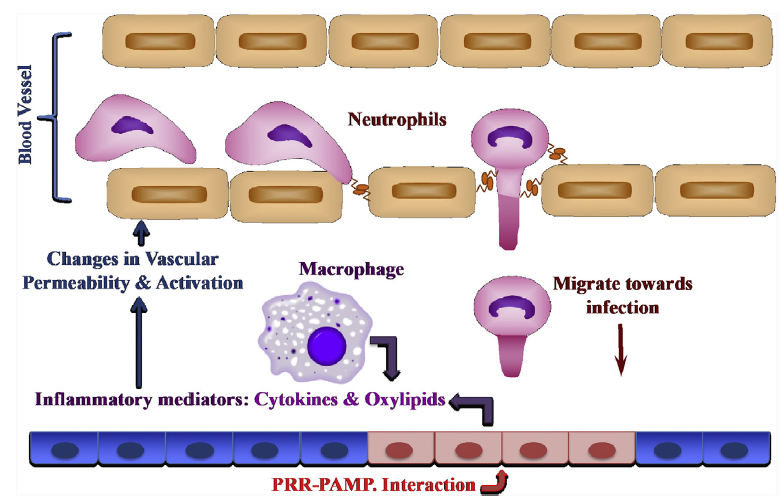 Blood Vessel
Neutrophils
Changes in Vascular
Permeability & Activation
Macrophage
Migrate towards
infection
Inflammatory mediators: Cytokines & Oxylipids
PRR-PAMP. Interaction